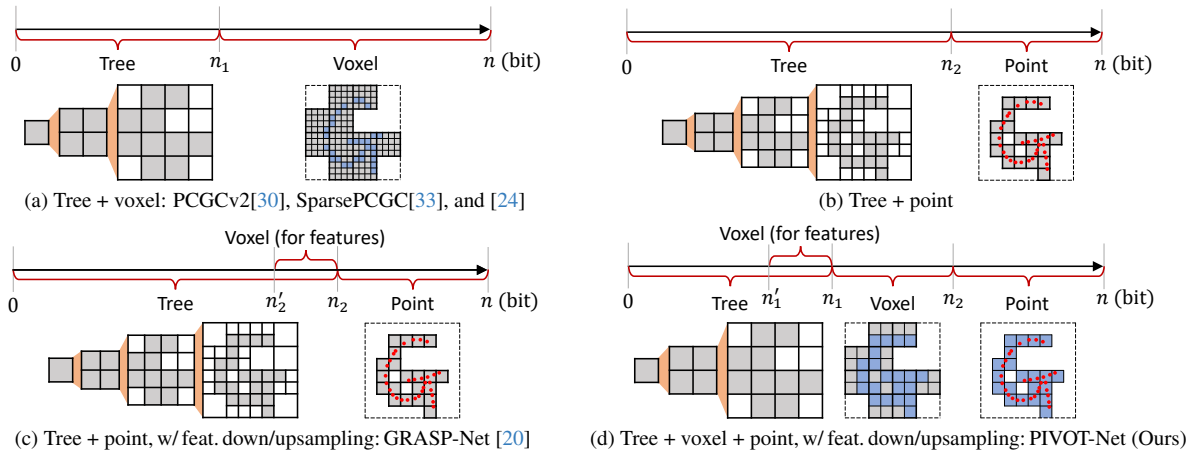 0 n₁ n (bit)
Tree Voxel
(a) Tree + voxel: PCGCv2[30], SparsePCGC[33], and [24]
0 n₂ n (bit)
Tree Point
(b) Tree + point
Voxel (for features)
0 n₂′ n₂ n (bit)
Tree Point
(c) Tree + point, w/ feat. down/upsampling: GRASP-Net [20]
Voxel (for features)
0 n₁′ n₁ n₂ n (bit)
Tree Voxel Point
(d) Tree + voxel + point, w/ feat. down/upsampling: PIVOT-Net (Ours)